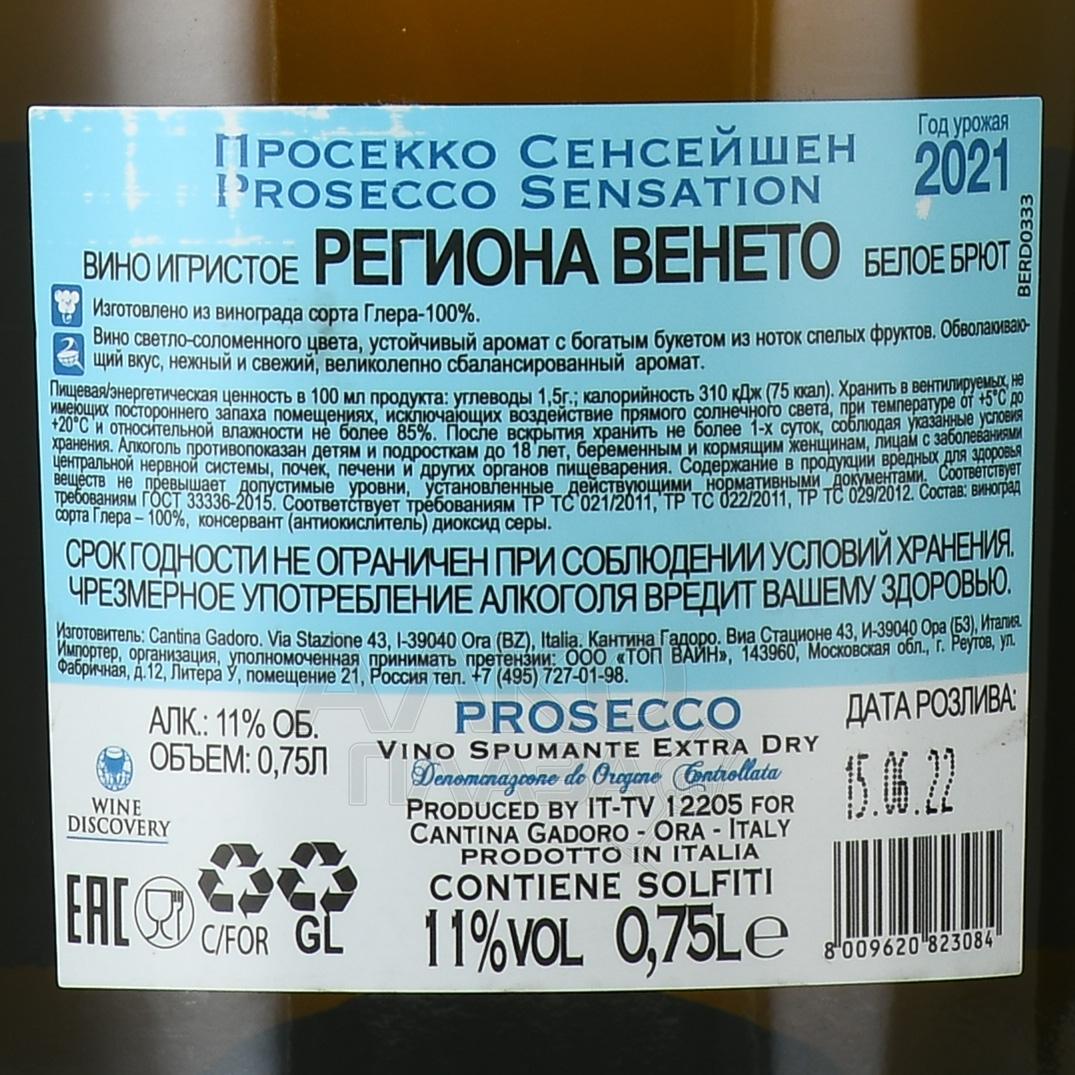 Просекко Сенсейшен
Prosecco Sensation
Год урожая
2021
BERD0333
ВИНО ИГРИСТОЕ РЕГИОНА ВЕНЕТО БЕЛОЕ БРЮТ
Изготовлено из винограда сорта Глера-100%.
Вино светло-соломенного цвета, устойчивый аромат с богатым букетом из ноток спелых фруктов. Обволакиваю-
щий вкус, нежный и свежий, великолепно сбалансированный аромат.
Пищевая/энергетическая ценность в 100 мл продукта: углеводы 1,5г.; калорийность 310 кДж (75 ккал). Хранить в вентилируемых, не
имеющих постороннего запаха помещениях, исключающих воздействие прямого солнечного света, при температуре от +5°C до
+20°C и относительной влажности не более 85%. После вскрытия хранить не более 1-х суток, соблюдая указанные условия
хранения. Алкоголь противопоказан детям и подросткам до 18 лет, беременным и кормящим женщинам, лицам с заболеваниями
центральной нервной системы, почек, печени и других органов пищеварения. Содержание в продукции вредных для здоровья
веществ не превышает допустимые уровни, установленные действующими нормативными документами. Соответствует
требованиям ГОСТ 33336-2015. Соответствует требованиям ТР ТС 021/2011, ТР ТС 022/2011, ТР ТС 029/2012. Состав: виноград
сорта Глера – 100%, консервант (антиокислитель) диоксид серы.
СРОК ГОДНОСТИ НЕ ОГРАНИЧЕН ПРИ СОБЛЮДЕНИИ УСЛОВИЙ ХРАНЕНИЯ.
ЧРЕЗМЕРНОЕ УПОТРЕБЛЕНИЕ АЛКОГОЛЯ ВРЕДИТ ВАШЕМУ ЗДОРОВЬЮ.
Изготовитель: Cantina Gadoro. Via Stazione 43, I-39040 Ora (BZ), Italia. Кантина Гадоро. Виа Стационе 43, И-39040 Ора (БЗ), Италия.
Импортер, организация, уполномоченная принимать претензии: ООО «ТОП ВАЙН», 143960, Московская обл., г. Реутов, ул.
Фабричная, д.12, Литера У, помещение 21, Россия тел. +7 (495) 727-01-98.
АЛК.: 11% ОБ.
ОБЪЕМ: 0,75Л
WINE
DISCOVERY
EAC
C/FOR
GL
PROSECCO
Vino Spumante Extra Dry
Denominazione di Origine Controllata
Produced by IT-TV 12205 for
Cantina Gadoro - Ora - Italy
Prodotto in Italia
Contiene Solfiti
11%VOL 0,75L e
ДАТА РОЗЛИВА:
15.06.22
8 009620 823084
АЛКО
ПЛАЗА